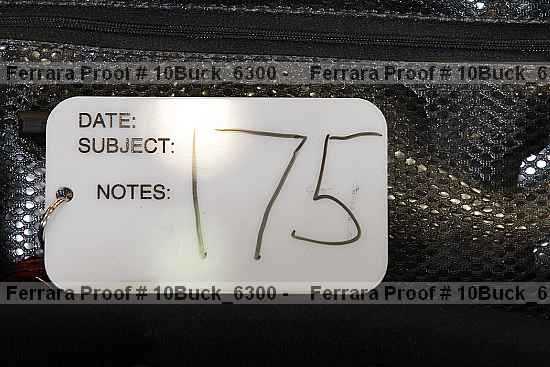 Ferrara Proof # 10Buck_6300 - Ferrara Proof # 10Buck_6
DATE:
SUBJECT:
175
NOTES:
Ferrara Proof # 10Buck_6300 - Ferrara Proof # 10Buck_6